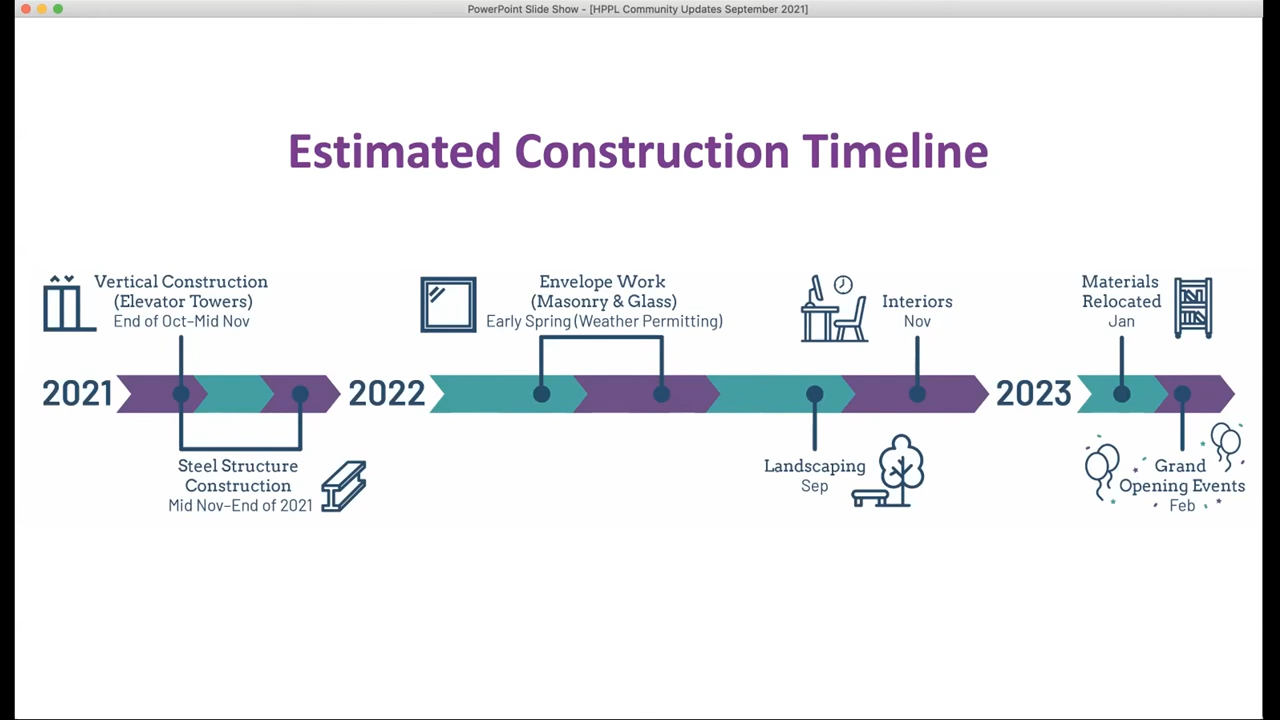 PowerPoint Slide Show - [HPPL Community Updates September 2021]
Estimated Construction Timeline
Vertical Construction
(Elevator Towers)
End of Oct–Mid Nov
Envelope Work
(Masonry & Glass)
Early Spring (Weather Permitting)
Interiors
Nov
Materials
Relocated
Jan
2021
2022
2023
Steel Structure
Construction
Mid Nov–End of 2021
Landscaping
Sep
Grand
Opening Events
Feb